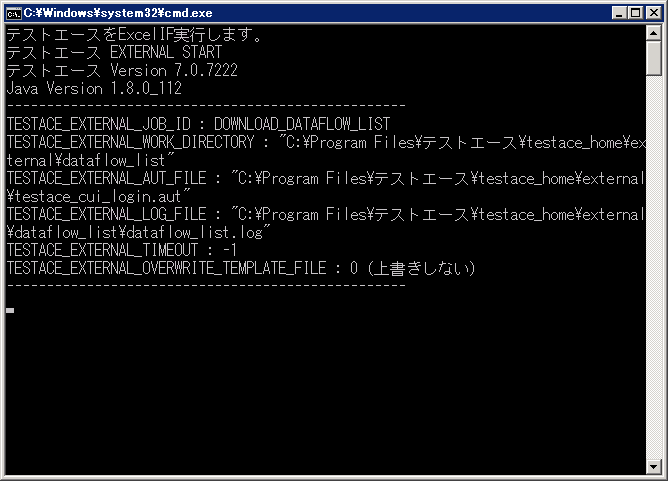 C:¥Windows¥system32¥cmd.exe
テストエースをExcelIF実行します。
テストエース EXTERNAL START
テストエース Version 7.0.7222
Java Version 1.8.0_112
--------------------------------------------------
TESTACE_EXTERNAL_JOB_ID : DOWNLOAD_DATAFLOW_LIST
TESTACE_EXTERNAL_WORK_DIRECTORY : "C:¥Program Files¥テストエース¥testace_home¥ex
ternal¥dataflow_list"
TESTACE_EXTERNAL_AUT_FILE : "C:¥Program Files¥テストエース¥testace_home¥external
¥testace_cui_login.aut"
TESTACE_EXTERNAL_LOG_FILE : "C:¥Program Files¥テストエース¥testace_home¥external
¥dataflow_list¥dataflow_list.log"
TESTACE_EXTERNAL_TIMEOUT : -1
TESTACE_EXTERNAL_OVERWRITE_TEMPLATE_FILE : 0 (上書きしない)
--------------------------------------------------